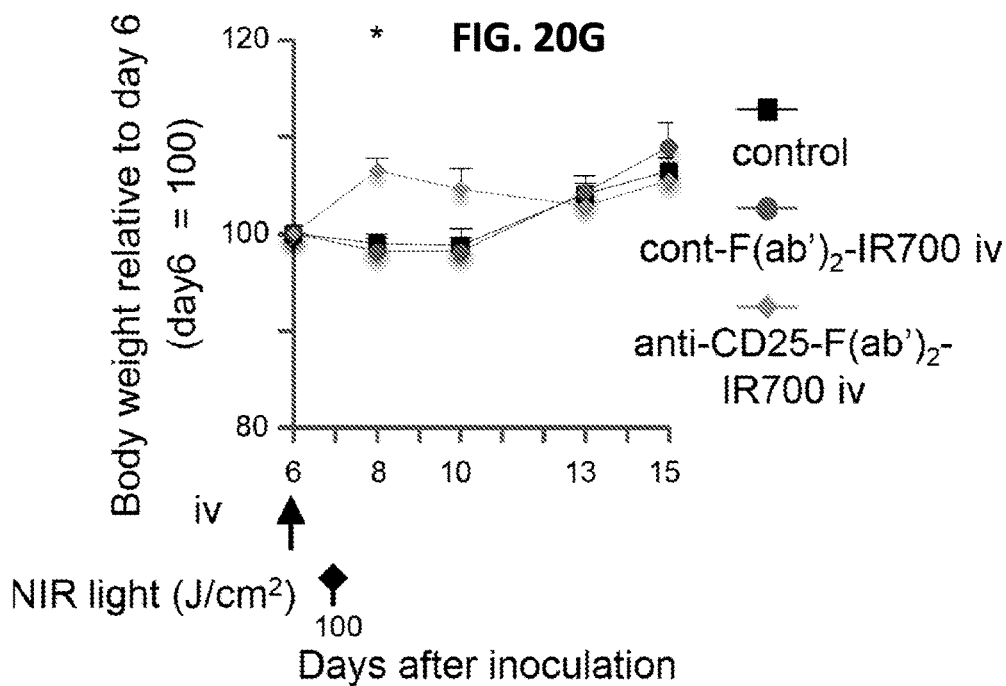 FIG. 20G
*
Body weight relative to day 6
(day6 = 100)
120
100
80
6 8 10 13 15
control
cont-F(ab')₂-IR700 iv
anti-CD25-F(ab')₂-
IR700 iv
iv
NIR light (J/cm²)
100
Days after inoculation